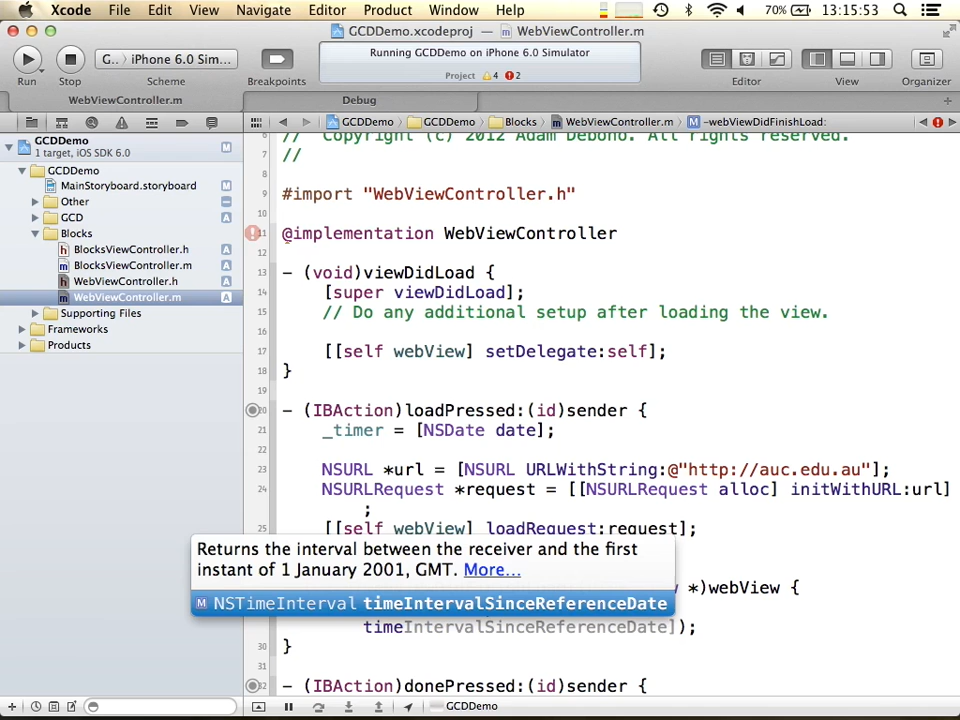 Xcode File Edit View Navigate Editor Product Window Help 70% 13:15:53
GCDDemo.xcodeproj — WebViewController.m
Run Stop G... iPhone 6.0 Sim... Scheme Breakpoints Running GCDDemo on iPhone 6.0 Simulator Project 4 2 Editor View Organizer
WebViewController.m Debug
GCDDemo GCDDemo Blocks WebViewController.m M -webViewDidFinishLoad:
GCDDemo M
1 target, iOS SDK 6.0
GCDDemo
MainStoryboard.storyboard M
Other
GCD A
Blocks
h BlocksViewController.h A
m BlocksViewController.m A
h WebViewController.h A
m WebViewController.m A
Supporting Files
Frameworks
Products
6 // Copyright (c) 2012 Adam Debono. All rights reserved.
7 //
8
9 #import "WebViewController.h"
10
11 @implementation WebViewController
12
13 - (void)viewDidLoad {
14 [super viewDidLoad];
15 // Do any additional setup after loading the view.
16
17 [[self webView] setDelegate:self];
18 }
19
20 - (IBAction)loadPressed:(id)sender {
21 _timer = [NSDate date];
22
23 NSURL *url = [NSURL URLWithString:@"http://auc.edu.au"];
24 NSURLRequest *request = [[NSURLRequest alloc] initWithURL:url]
;
25 [[self webView] loadRequest:request];
Returns the interval between the receiver and the first
instant of 1 January 2001, GMT. More...
*)webView {
M NSTimeInterval timeIntervalSinceReferenceDate
timeIntervalSinceReferenceDate]);
30 }
31
32 - (IBAction)donePressed:(id)sender {
GCDDemo